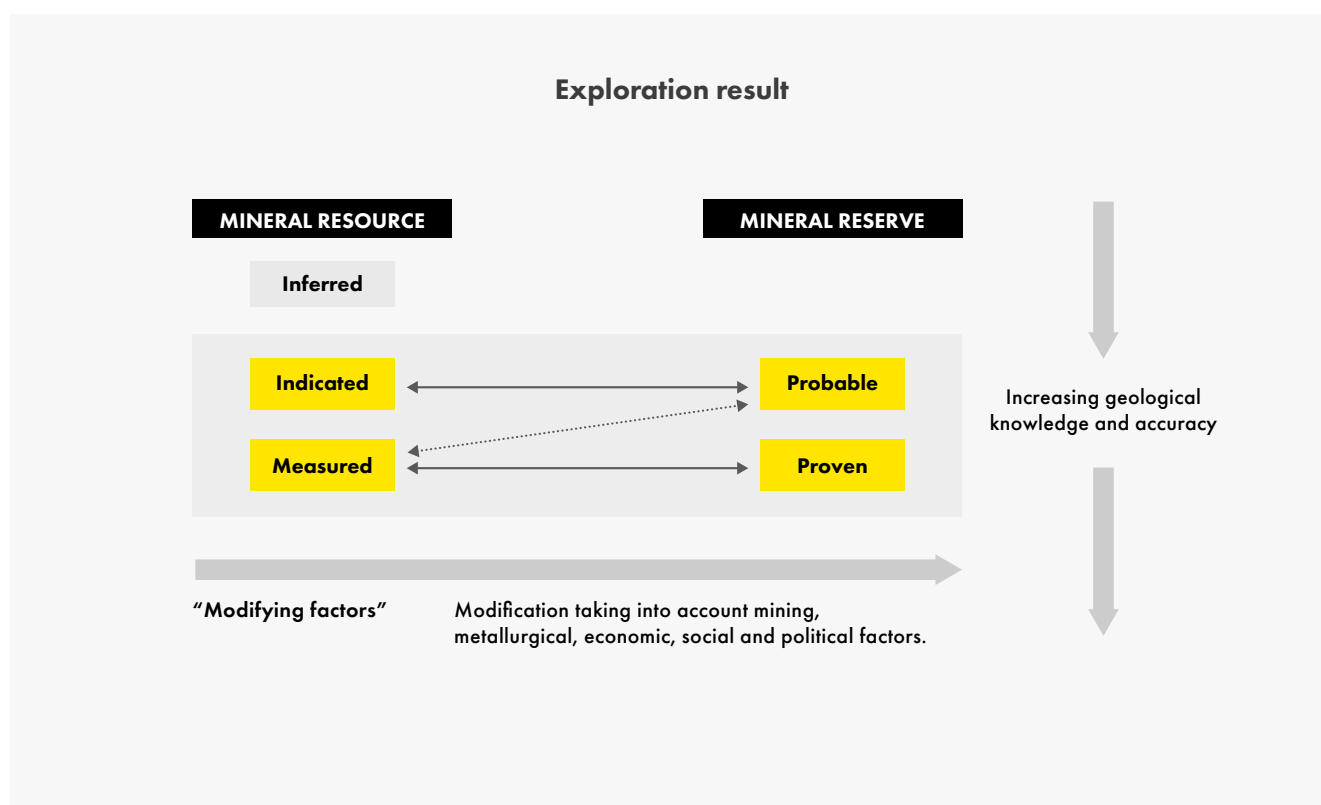 Exploration result
MINERAL RESOURCE
MINERAL RESERVE
Inferred
Indicated
Probable
Measured
Proven
Increasing geological
knowledge and accuracy
“Modifying factors”
Modification taking into account mining,
metallurgical, economic, social and political factors.